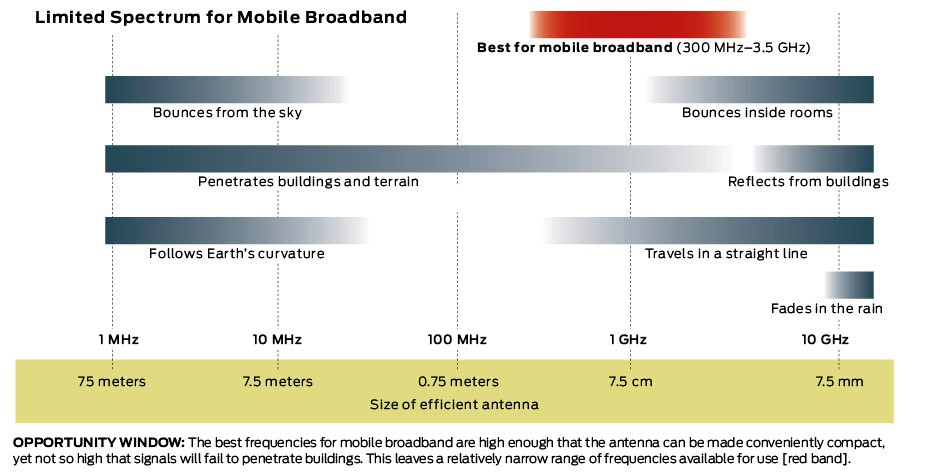 Limited Spectrum for Mobile Broadband
Best for mobile broadband (300 MHz–3.5 GHz)
Bounces from the sky
Bounces inside rooms
Penetrates buildings and terrain
Reflects from buildings
Follows Earth's curvature
Travels in a straight line
Fades in the rain
1 MHz 10 MHz 100 MHz 1 GHz 10 GHz
75 meters 7.5 meters 0.75 meters 7.5 cm 7.5 mm
Size of efficient antenna
OPPORTUNITY WINDOW: The best frequencies for mobile broadband are high enough that the antenna can be made conveniently compact,
yet not so high that signals will fail to penetrate buildings. This leaves a relatively narrow range of frequencies available for use [red band].